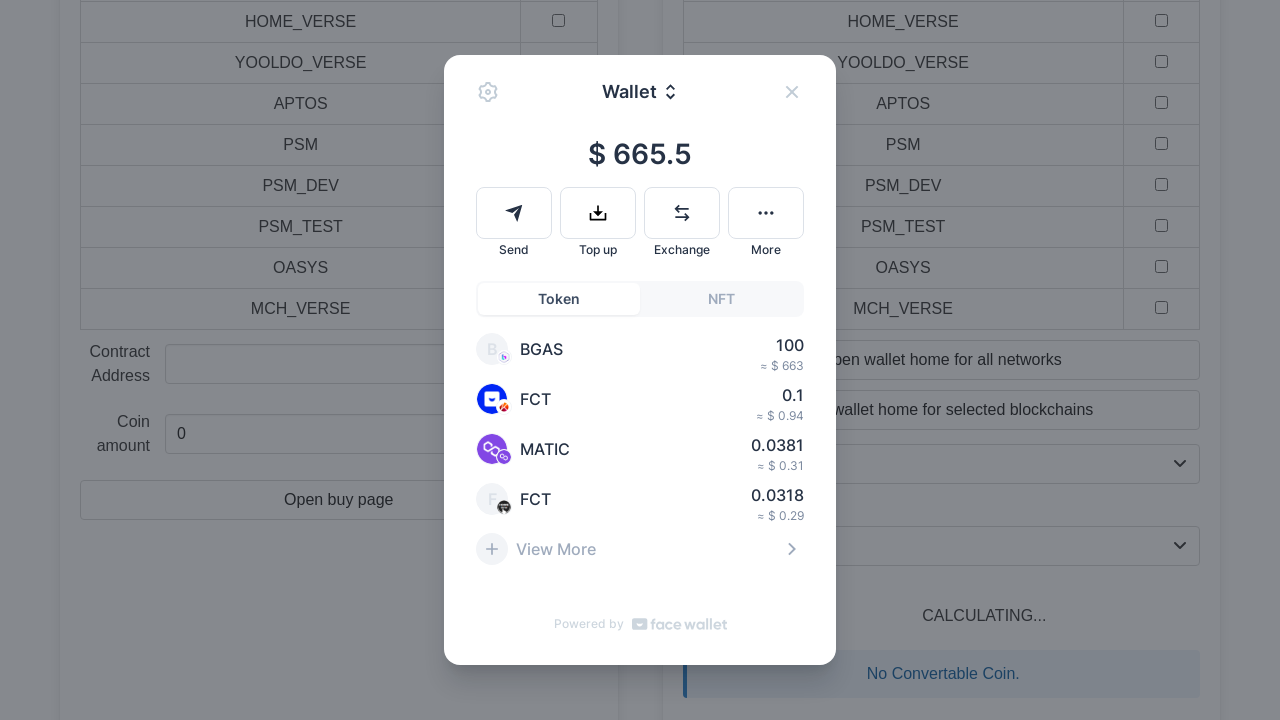 HOME_VERSE
HOME_VERSE
YOOLDO_VERSE
YOOLDO_VERSE
APTOS
APTOS
PSM
PSM
PSM_DEV
PSM_DEV
PSM_TEST
PSM_TEST
OASYS
OASYS
MCH_VERSE
MCH_VERSE
Contract
Address
Coin
amount
0
Open buy page
pen wallet home for all networks
wallet home for selected blockchains
CALCULATING...
No Convertable Coin.
Wallet
$ 665.5
Send
Top up
Exchange
More
Token
NFT
B
BGAS
100
≈ $ 663
FCT
0.1
≈ $ 0.94
MATIC
0.0381
≈ $ 0.31
F
FCT
0.0318
≈ $ 0.29
View More
Powered by
face wallet